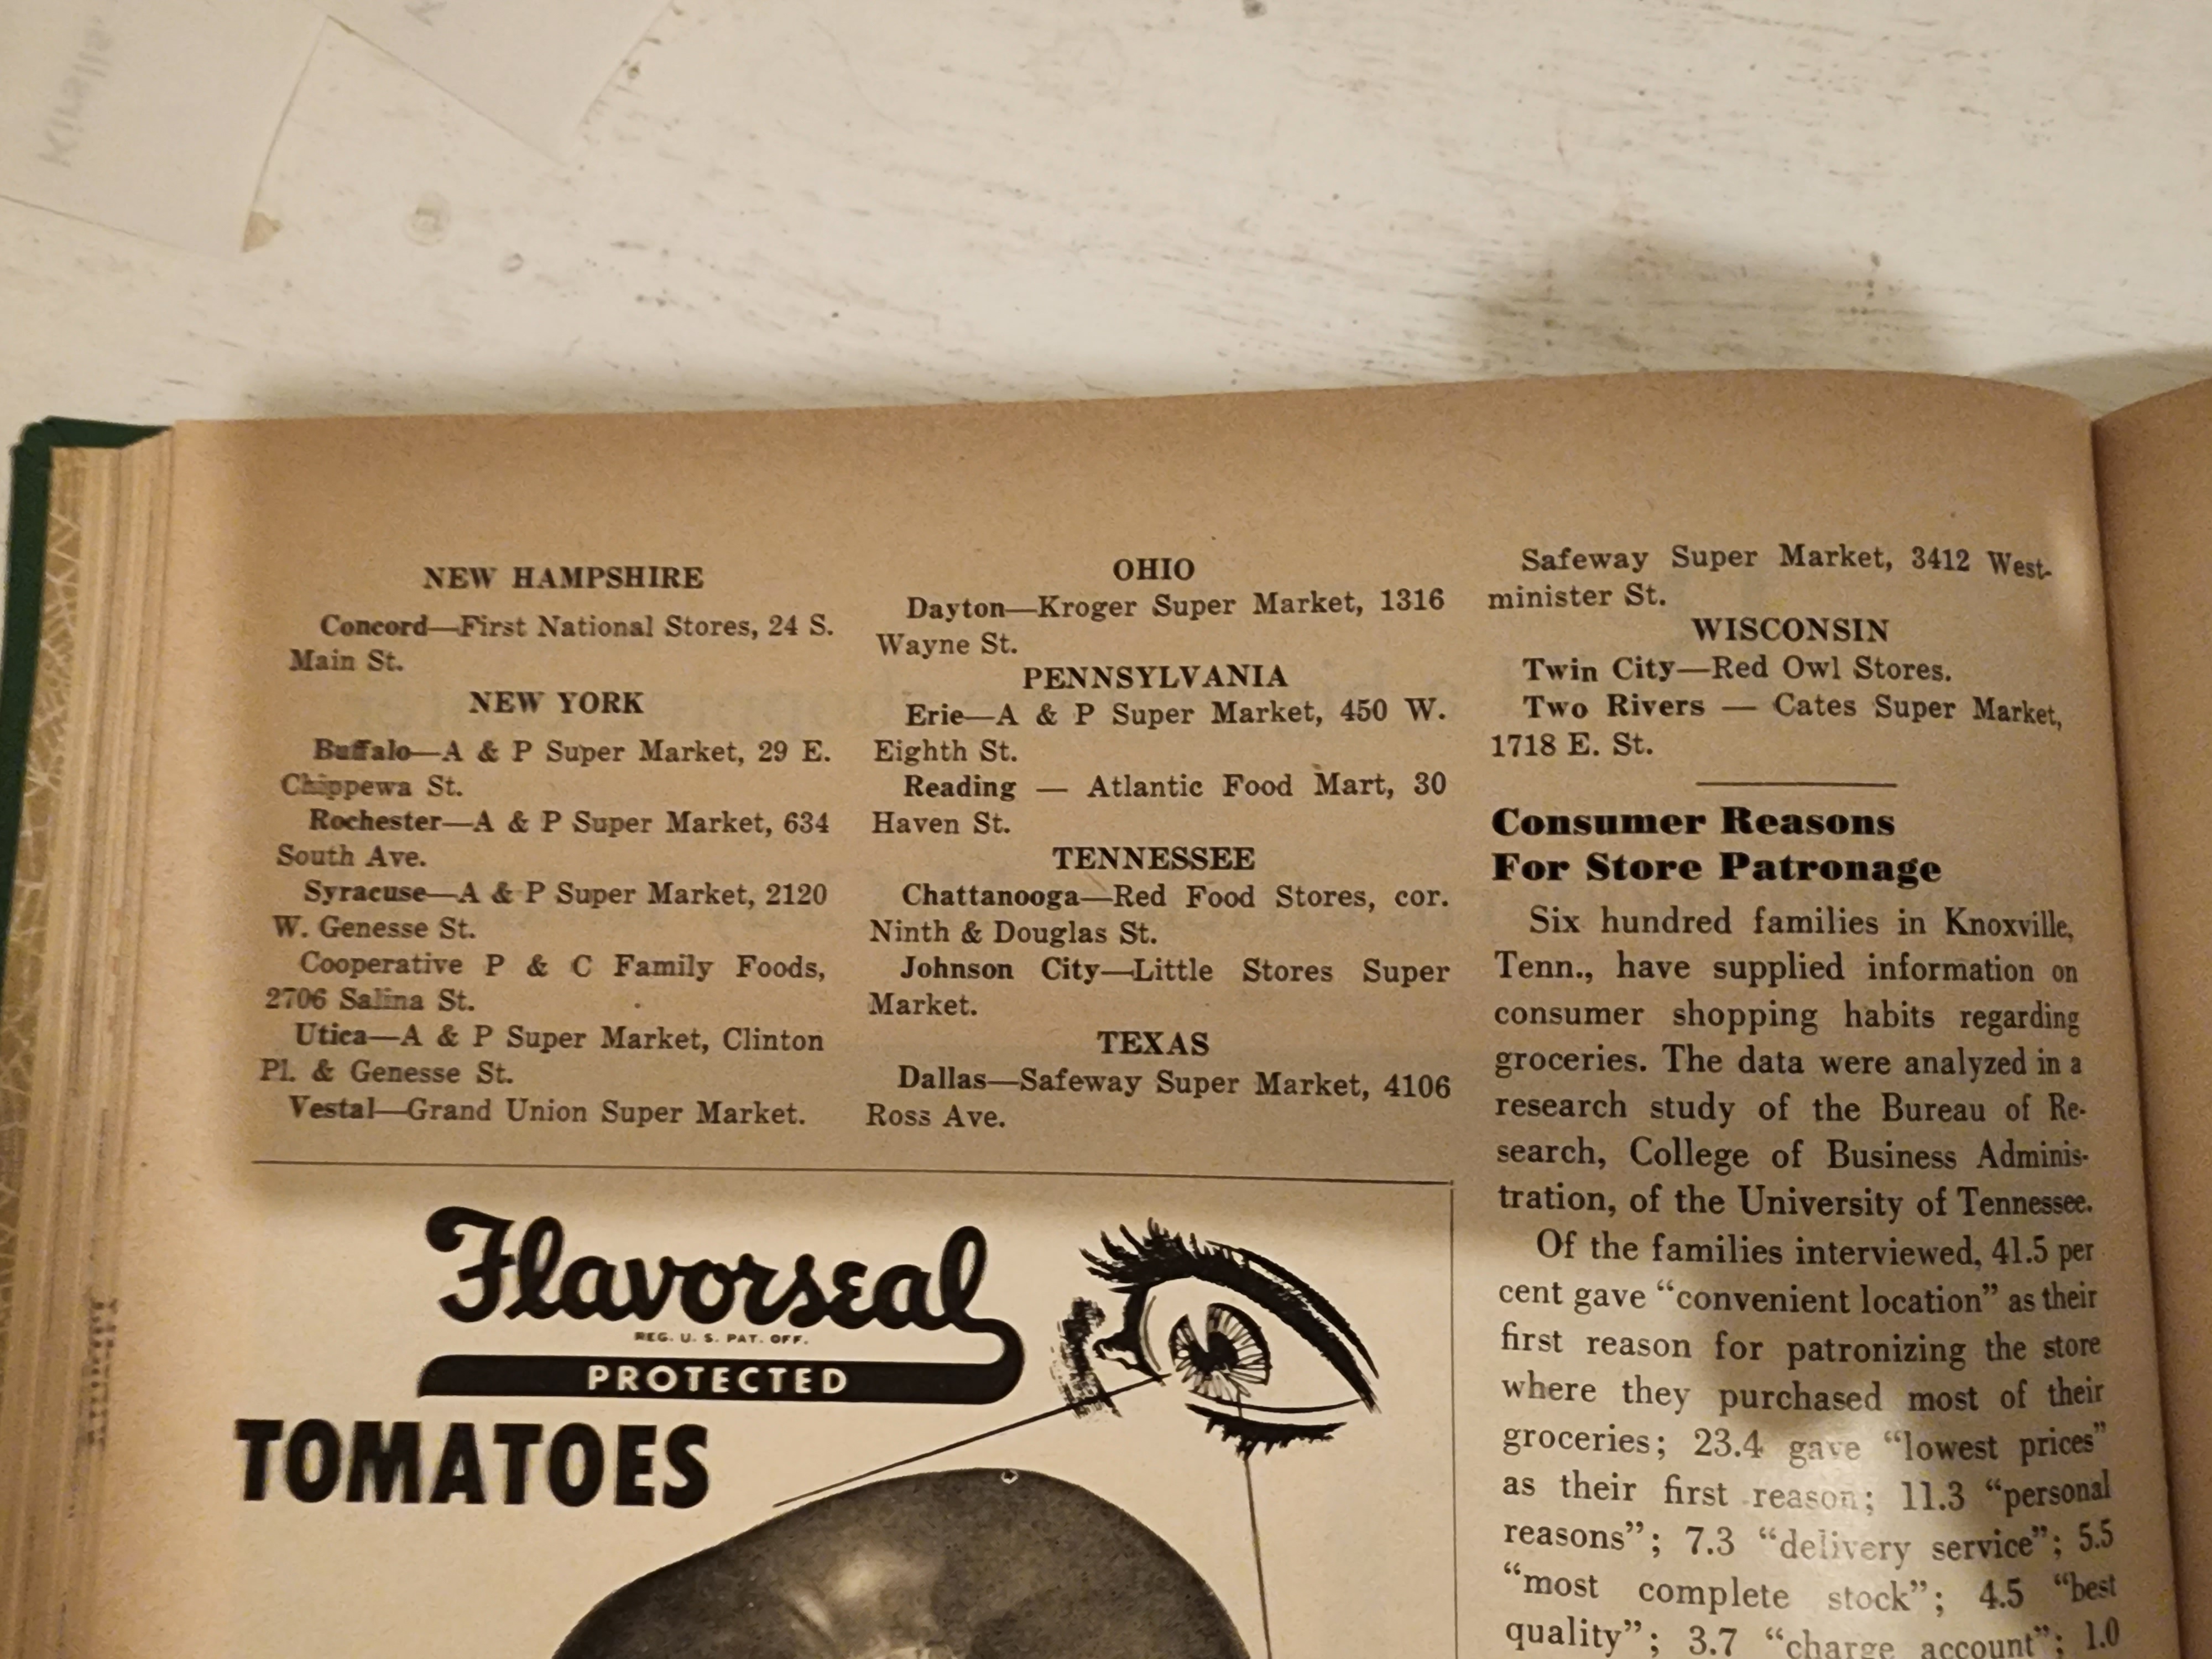 NEW HAMPSHIRE
Concord—First National Stores, 24 S.
Main St.
NEW YORK
Buffalo—A & P Super Market, 29 E.
Chippewa St.
Rochester—A & P Super Market, 634
South Ave.
Syracuse—A & P Super Market, 2120
W. Genesse St.
Cooperative P & C Family Foods,
2706 Salina St.
Utica—A & P Super Market, Clinton
Pl. & Genesse St.
Vestal—Grand Union Super Market.
OHIO
Dayton—Kroger Super Market, 1316
Wayne St.
PENNSYLVANIA
Erie—A & P Super Market, 450 W.
Eighth St.
Reading — Atlantic Food Mart, 30
Haven St.
TENNESSEE
Chattanooga—Red Food Stores, cor.
Ninth & Douglas St.
Johnson City—Little Stores Super
Market.
TEXAS
Dallas—Safeway Super Market, 4106
Ross Ave.
Safeway Super Market, 3412 West-
minister St.
WISCONSIN
Twin City—Red Owl Stores.
Two Rivers — Cates Super Market,
1718 E. St.
Consumer Reasons
For Store Patronage
Six hundred families in Knoxville,
Tenn., have supplied information on
consumer shopping habits regarding
groceries. The data were analyzed in a
research study of the Bureau of Re-
search, College of Business Adminis-
tration, of the University of Tennessee.
Of the families interviewed, 41.5 per
cent gave “convenient location” as their
first reason for patronizing the store
where they purchased most of their
groceries; 23.4 gave “lowest prices”
as their first reason; 11.3 “personal
reasons”; 7.3 “delivery service”; 5.5
“most complete stock”; 4.5 “best
quality”; 3.7 “charge account”; 1.0
Flavorseal
REG. U. S. PAT. OFF.
PROTECTED
TOMATOES